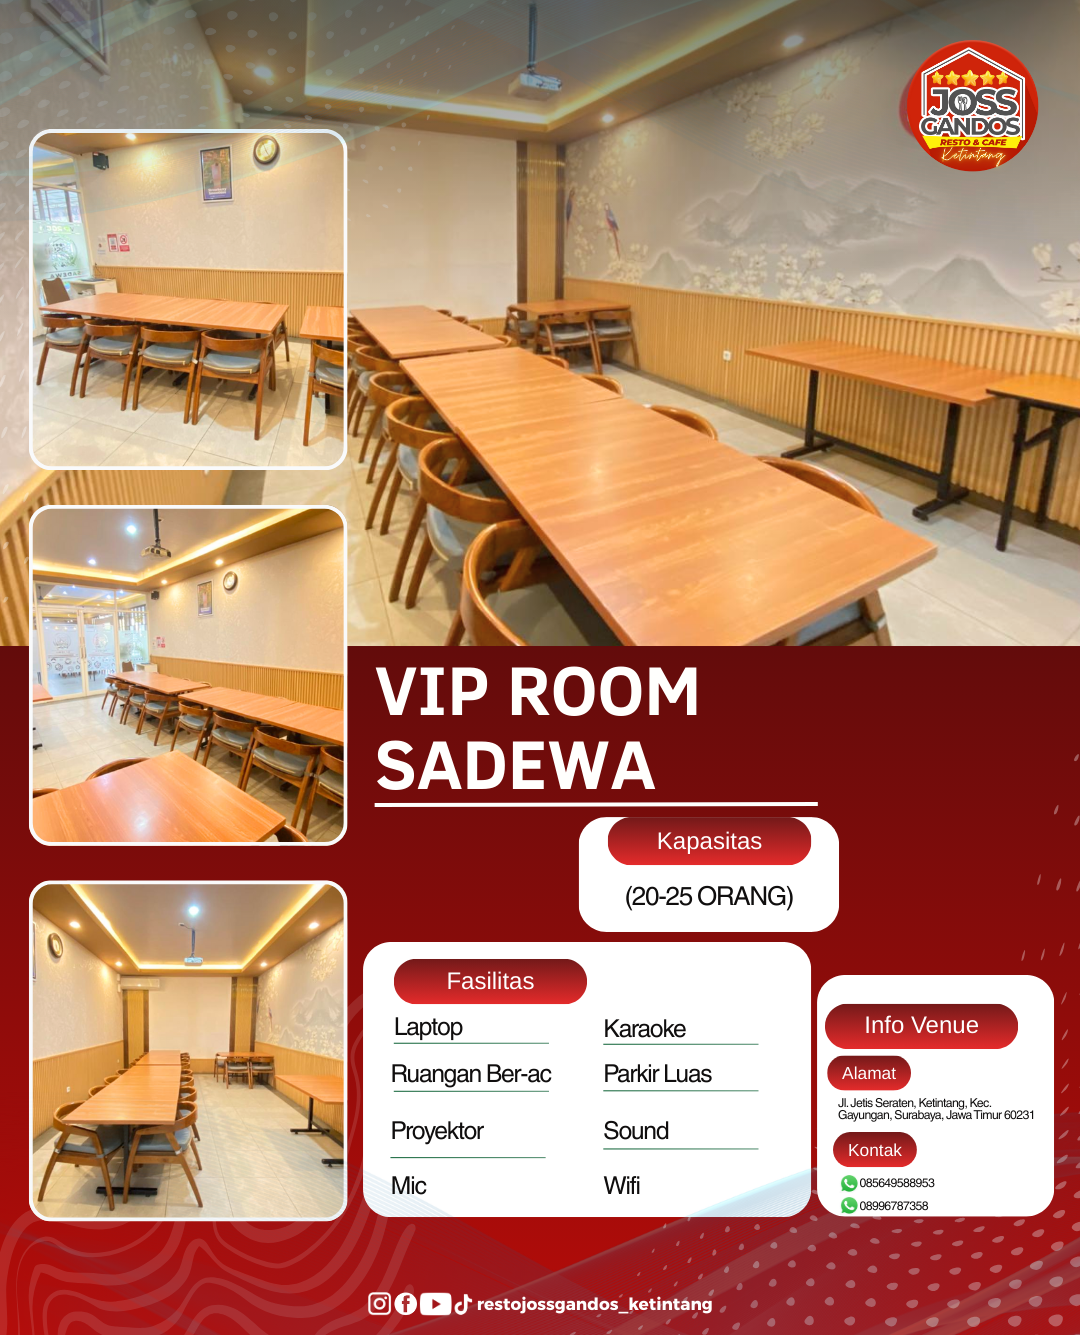 JOSS
GANDOS
RESTO & CAFE
Ketintang
VIP ROOM
SADEWA
Kapasitas
(20-25 ORANG)
Fasilitas
Laptop
Karaoke
Ruangan Ber-ac
Parkir Luas
Proyektor
Sound
Mic
Wifi
Info Venue
Alamat
Jl. Jetis Seraten, Ketintang, Kec.
Gayungan, Surabaya, Jawa Timur 60231
Kontak
085649588953
08996787358
restojossgandos_ketintang